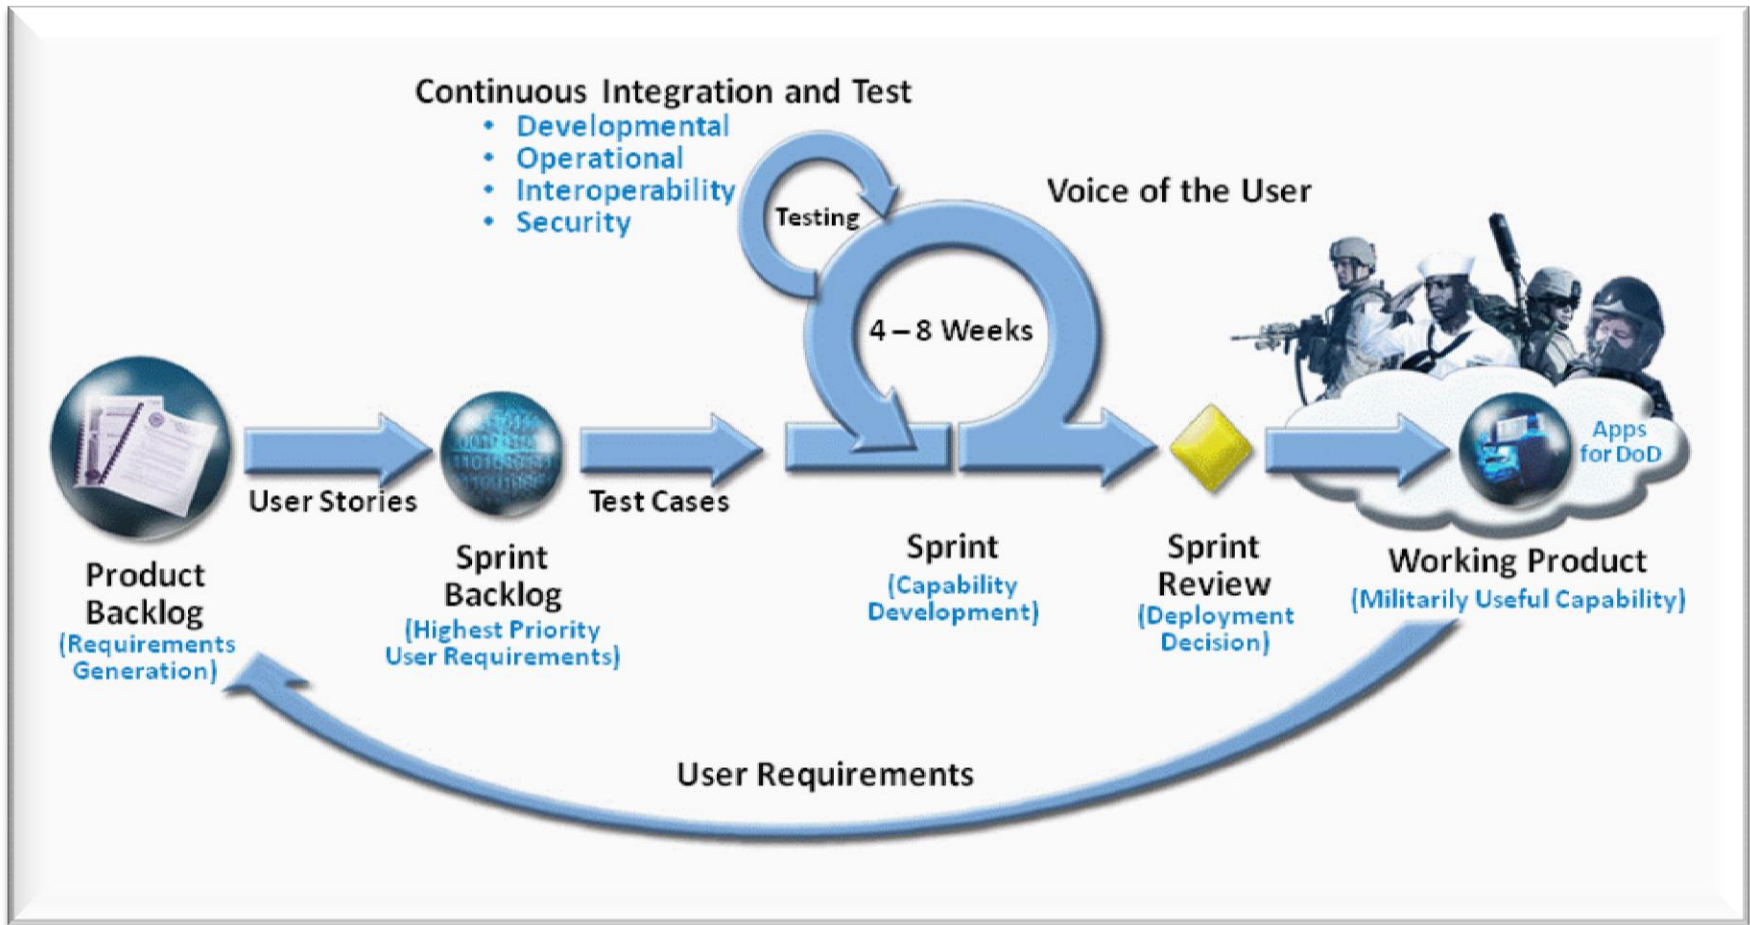 Continuous Integration and Test
• Developmental
• Operational
• Interoperability
• Security
Testing
Voice of the User
4 – 8 Weeks
Apps
for DoD
User Stories
Test Cases
Product
Backlog
(Requirements
Generation)
Sprint
Backlog
(Highest Priority
User Requirements)
Sprint
(Capability
Development)
Sprint
Review
(Deployment
Decision)
Working Product
(Militarily Useful Capability)
User Requirements